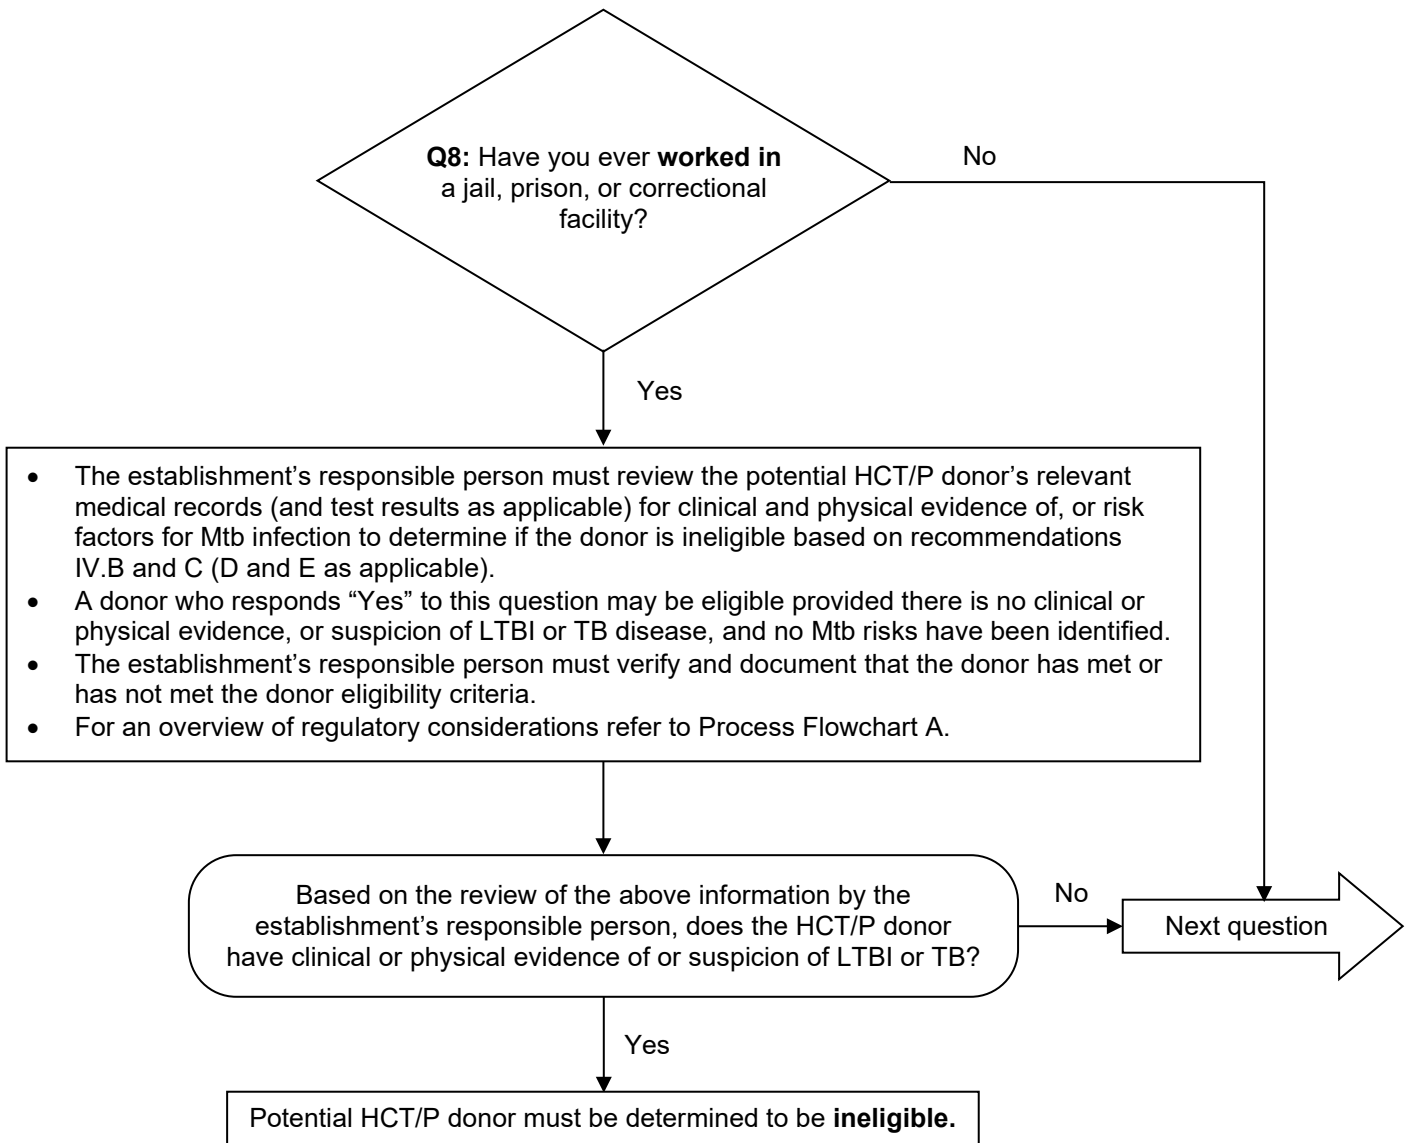 Q8: Have you ever worked in
a jail, prison, or correctional
facility?
No
Yes
• The establishment’s responsible person must review the potential HCT/P donor’s relevant
medical records (and test results as applicable) for clinical and physical evidence of, or risk
factors for Mtb infection to determine if the donor is ineligible based on recommendations
IV.B and C (D and E as applicable).
• A donor who responds “Yes” to this question may be eligible provided there is no clinical or
physical evidence, or suspicion of LTBI or TB disease, and no Mtb risks have been identified.
• The establishment’s responsible person must verify and document that the donor has met or
has not met the donor eligibility criteria.
• For an overview of regulatory considerations refer to Process Flowchart A.
Based on the review of the above information by the
establishment’s responsible person, does the HCT/P donor
have clinical or physical evidence of or suspicion of LTBI or TB?
No
Next question
Yes
Potential HCT/P donor must be determined to be ineligible.